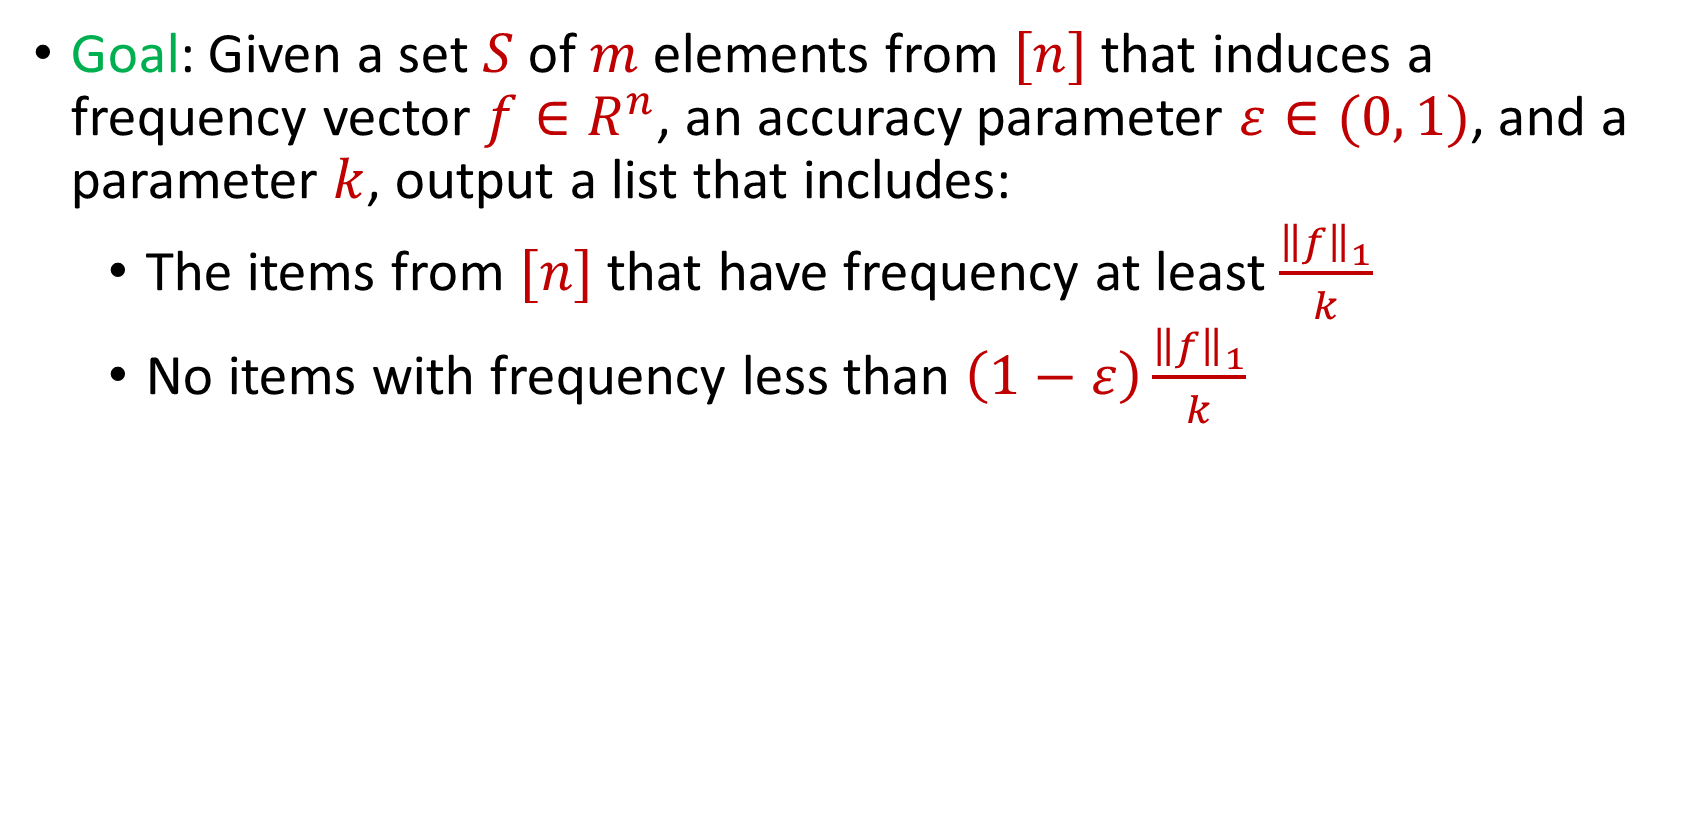 • Goal: Given a set S of m elements from [n] that induces a
frequency vector f ∈ Rⁿ, an accuracy parameter ε ∈ (0, 1), and a
parameter k, output a list that includes:
• The items from [n] that have frequency at least ‖f‖₁/k
• No items with frequency less than (1 − ε) ‖f‖₁/k